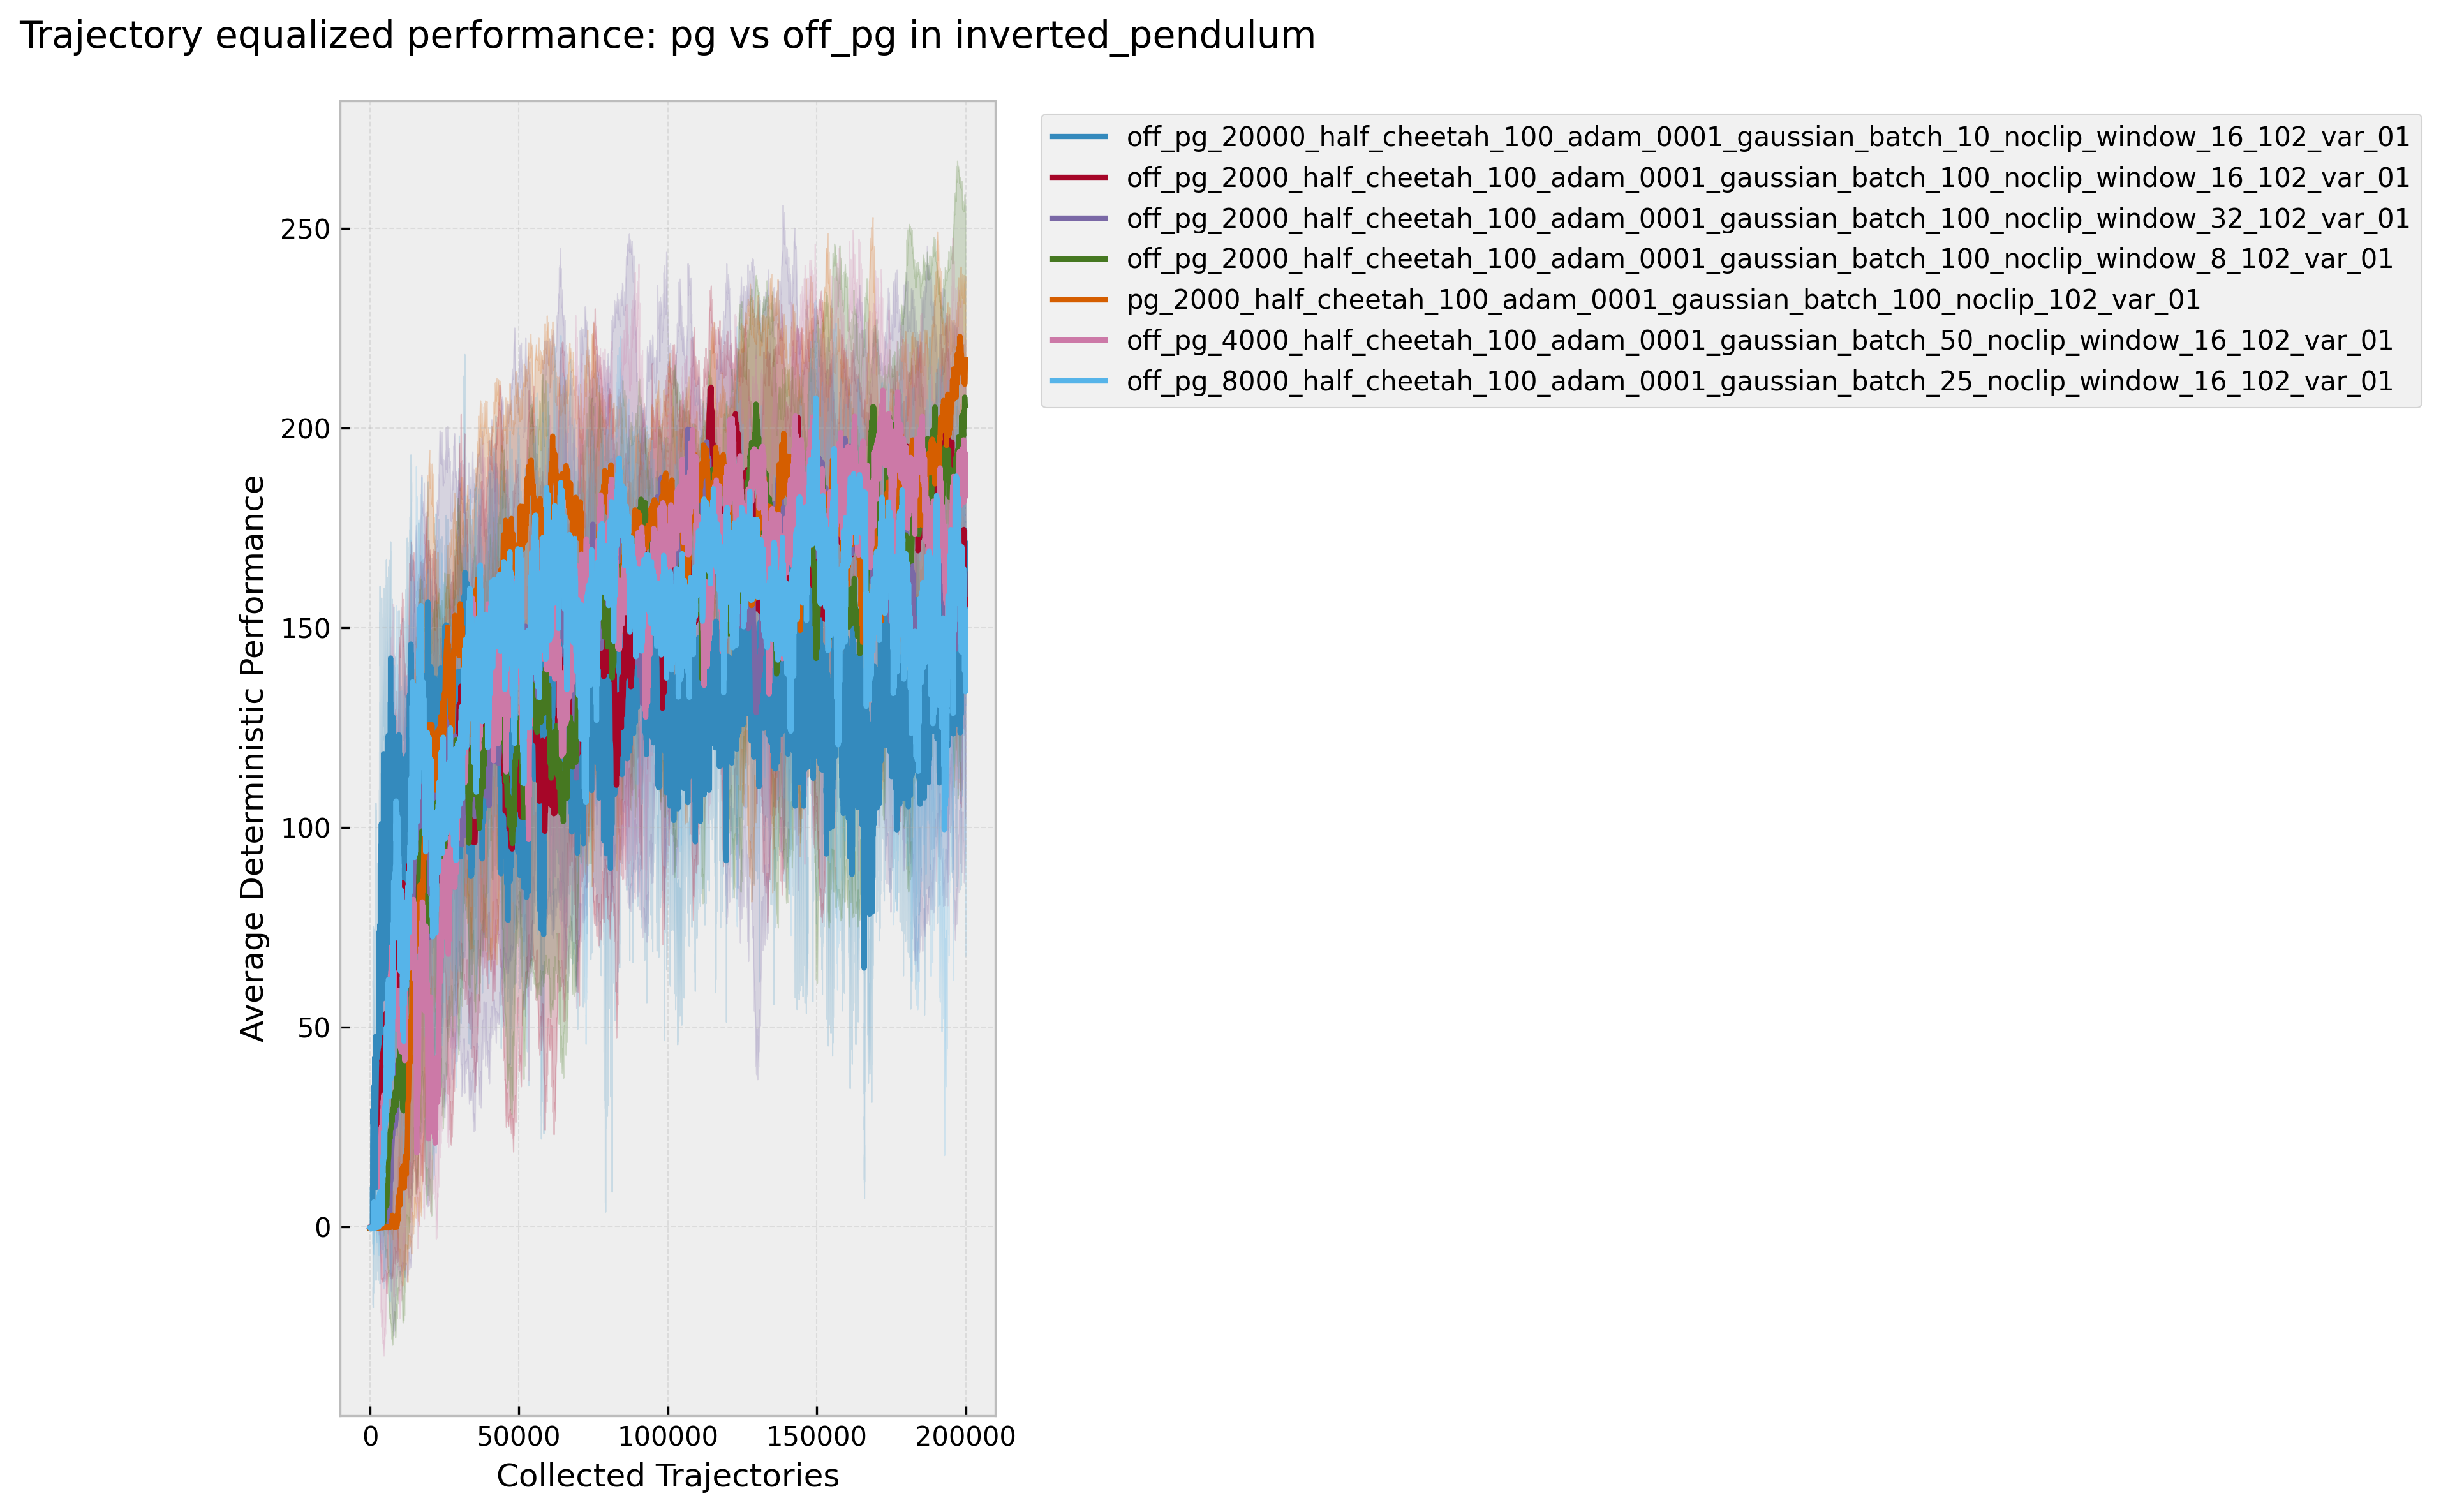 Trajectory equalized performance: pg vs off_pg in inverted_pendulum
off_pg_20000_half_cheetah_100_adam_0001_gaussian_batch_10_noclip_window_16_102_var_01
off_pg_2000_half_cheetah_100_adam_0001_gaussian_batch_100_noclip_window_16_102_var_01
off_pg_2000_half_cheetah_100_adam_0001_gaussian_batch_100_noclip_window_32_102_var_01
off_pg_2000_half_cheetah_100_adam_0001_gaussian_batch_100_noclip_window_8_102_var_01
pg_2000_half_cheetah_100_adam_0001_gaussian_batch_100_noclip_102_var_01
off_pg_4000_half_cheetah_100_adam_0001_gaussian_batch_50_noclip_window_16_102_var_01
off_pg_8000_half_cheetah_100_adam_0001_gaussian_batch_25_noclip_window_16_102_var_01
Average Deterministic Performance
250
200
150
100
50
0
0 50000 100000 150000 200000
Collected Trajectories